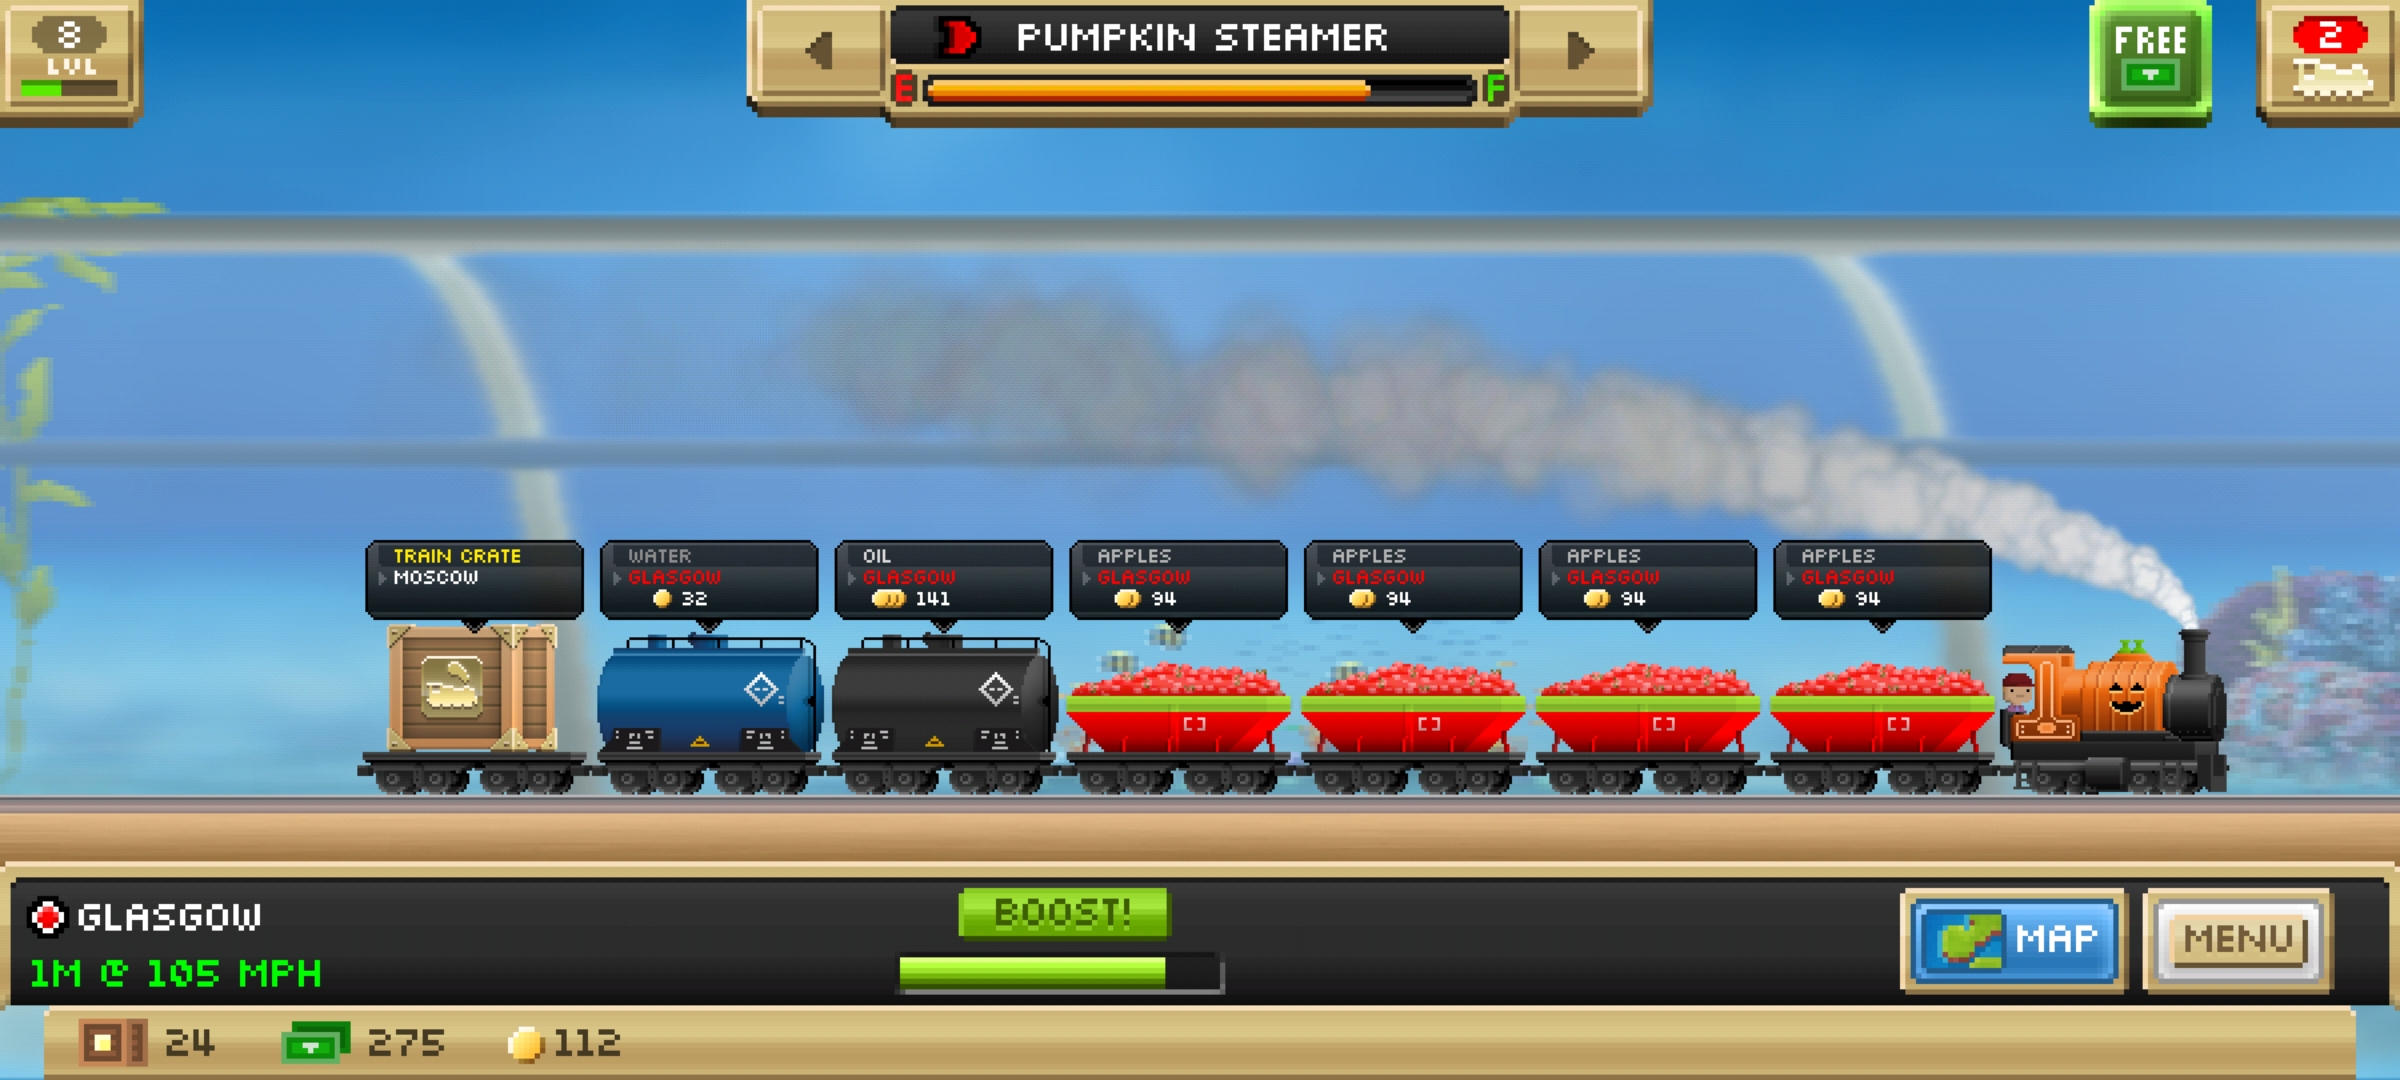 8
LVL
PUMPKIN STEAMER
E F
FREE
2
TRAIN CRATE
MOSCOW
WATER
GLASGOW
32
OIL
GLASGOW
141
APPLES
GLASGOW
94
APPLES
GLASGOW
94
APPLES
GLASGOW
94
APPLES
GLASGOW
94
GLASGOW
1M @ 105 MPH
BOOST!
MAP
MENU
24
275
112